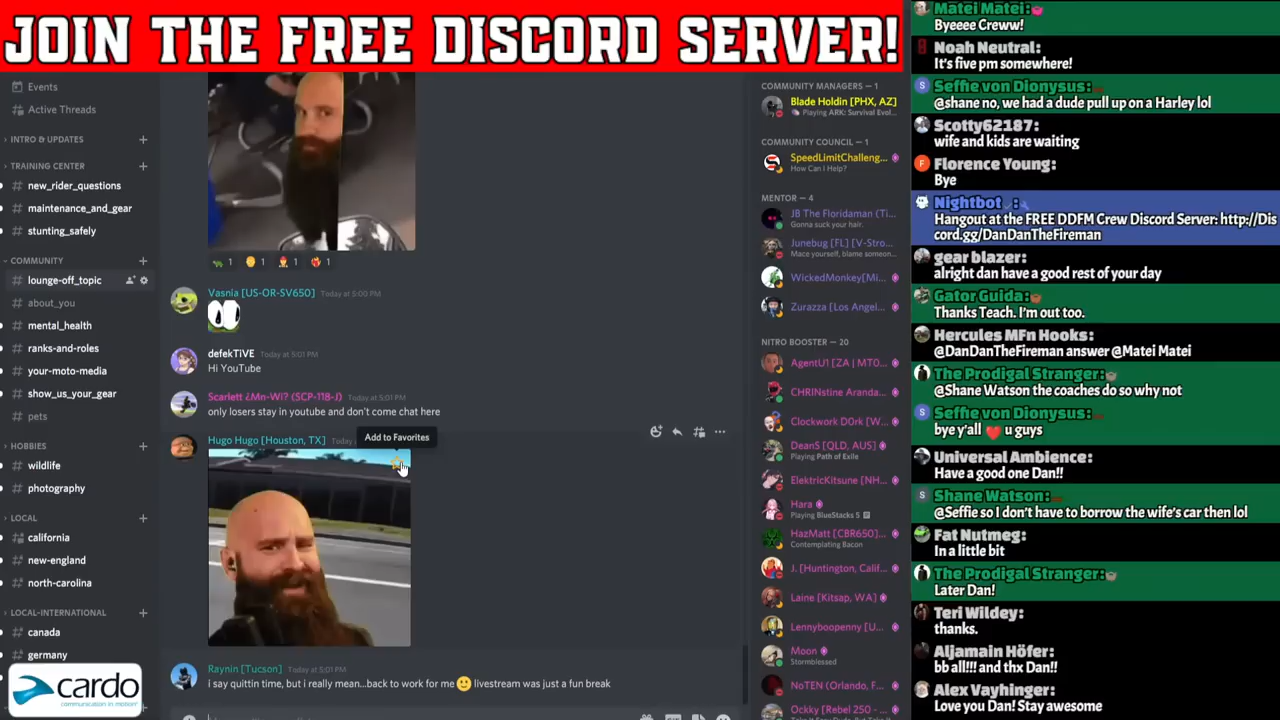 JOIN THE FREE DISCORD SERVER!
Events
Active Threads
INTRO & UPDATES
TRAINING CENTER
# new_rider_questions
# maintenance_and_gear
# stunting_safely
COMMUNITY
# lounge-off_topic
# about_you
# mental_health
# ranks-and-roles
# your-moto-media
# show_us_your_gear
# pets
HOBBIES
# wildlife
# photography
LOCAL
# california
# new-england
# north-carolina
LOCAL-INTERNATIONAL
# canada
# germany
cardo
communication in motion
1 1 1 1
Vasnia [US-OR-SV650] Today at 5:00 PM
defekTiVE Today at 5:01 PM
Hi YouTube
Scarlett ¿Mn-Wi? (SCP-118-J) Today at 5:01 PM
only losers stay in youtube and don't come chat here
Hugo Hugo [Houston, TX] Today
Add to Favorites
Raynin [Tucson] Today at 5:01 PM
i say quittin time, but i really mean...back to work for me 🙂 livestream was just a fun break
COMMUNITY MANAGERS — 1
Blade Holdin [PHX, AZ]
Playing ARK: Survival Evol...
COMMUNITY COUNCIL — 1
SpeedLimitChalleng...
How Can I Help?
MENTOR — 4
JB The Floridaman (Ti...
Gonna suck your hair.
Junebug [FL] [V-Stro...
Mace yourself, blame someon...
WickedMonkey[Mi...
Zurazza [Los Angel...
NITRO BOOSTER — 20
AgentU1 [ZA | MT0...
CHRINstine Aranda...
Clockwork D0rk [W...
DeanS [QLD, AUS]
Playing Path of Exile
ElektricKitsune [NH...
Hara
Playing BlueStacks 5
HazMatt [CBR650]...
Contemplating Bacon
J. [Huntington, Calif...
Laine [Kitsap, WA]
Lennyboopenny [U...
Moon
Stormblessed
NoTEN (Orlando, F...
Ockky [Rebel 250 - ...
Matei Matei:
Byeeee Creww!
Noah Neutral:
It's five pm somewhere!
Seffie von Dionysus:
@shane no, we had a dude pull up on a Harley lol
Scotty62187:
wife and kids are waiting
Florence Young:
Bye
Nightbot :
Hangout at the FREE DDFM Crew Discord Server: http://Dis
cord.gg/DanDanTheFireman
gear blazer:
alright dan have a good rest of your day
Gator Guida:
Thanks Teach. I'm out too.
Hercules MFn Hooks:
@DanDanTheFireman answer @Matei Matei
The Prodigal Stranger:
@Shane Watson the coaches do so why not
Seffie von Dionysus:
bye y'all ❤ u guys
Universal Ambience:
Have a good one Dan!!
Shane Watson:
@Seffie so I don't have to borrow the wife's car then lol
Fat Nutmeg:
In a little bit
The Prodigal Stranger:
Later Dan!
Teri Wildey:
thanks.
Aljamain Höfer:
bb all!!! and thx Dan!!
Alex Vayhinger:
Love you Dan! Stay awesome